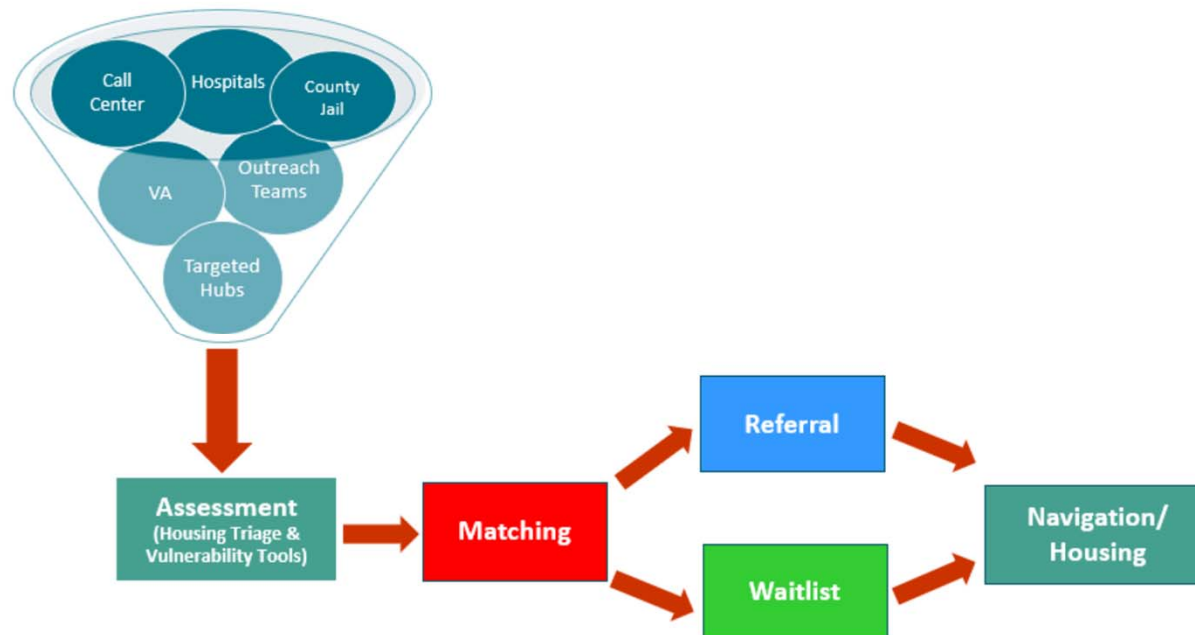 Call
Center
Hospitals
County
Jail
VA
Outreach
Teams
Targeted
Hubs
Assessment
(Housing Triage &
Vulnerability Tools)
Matching
Referral
Waitlist
Navigation/
Housing